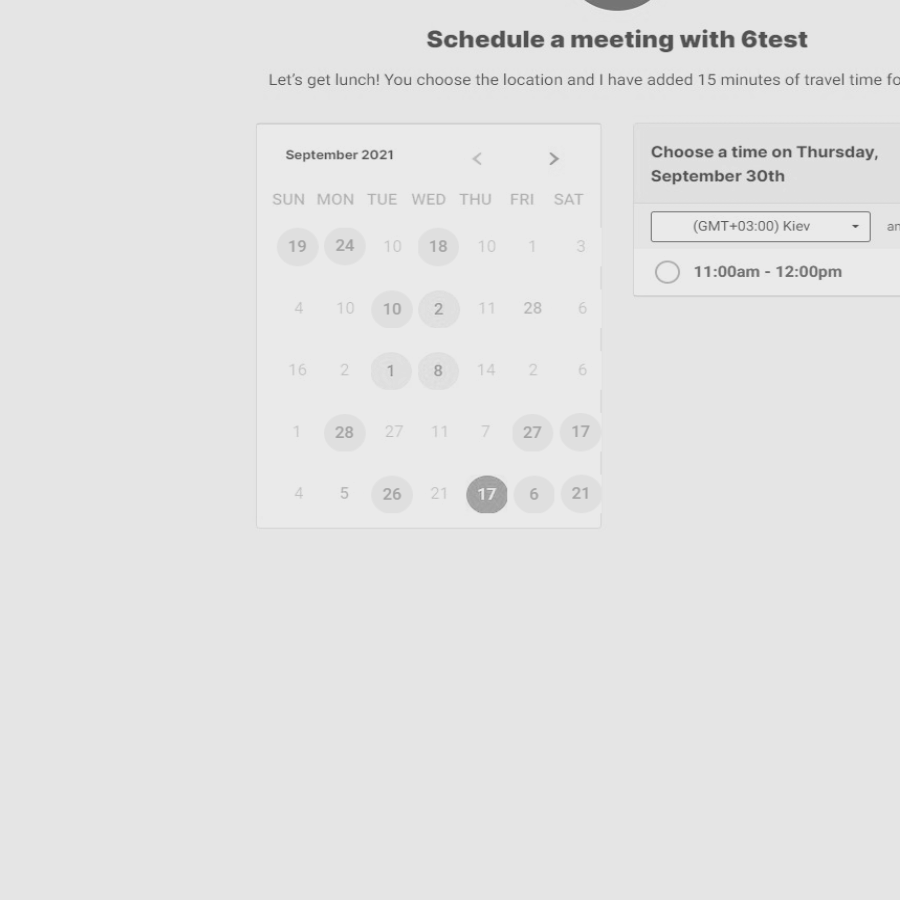 Schedule a meeting with 6test
Let's get lunch! You choose the location and I have added 15 minutes of travel time fo
September 2021
SUN MON TUE WED THU FRI SAT
19 24 10 18 10 1 3
4 10 10 2 11 28 6
16 2 1 8 14 2 6
1 28 27 11 7 27 17
4 5 26 21 17 6 21
Choose a time on Thursday,
September 30th
(GMT+03:00) Kiev an
11:00am - 12:00pm